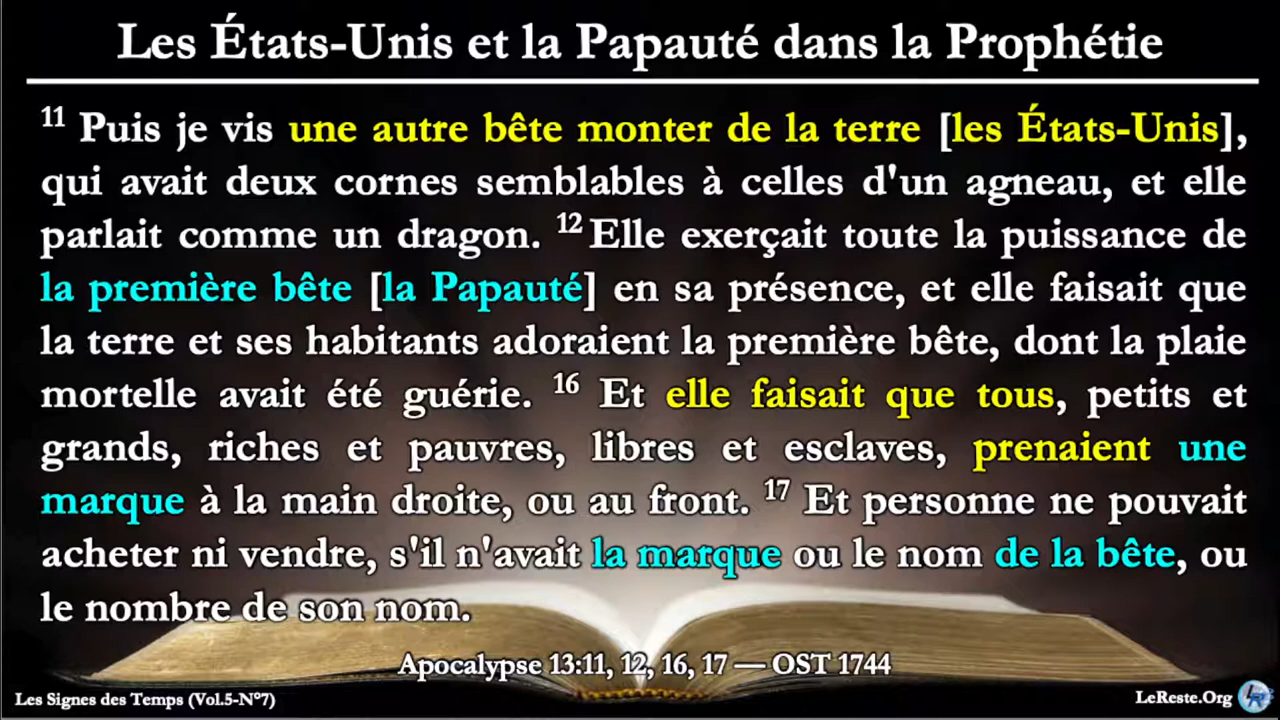 Les États-Unis et la Papauté dans la Prophétie
11 Puis je vis une autre bête monter de la terre [les États-Unis],
qui avait deux cornes semblables à celles d'un agneau, et elle
parlait comme un dragon. 12 Elle exerçait toute la puissance de
la première bête [la Papauté] en sa présence, et elle faisait que
la terre et ses habitants adoraient la première bête, dont la plaie
mortelle avait été guérie. 16 Et elle faisait que tous, petits et
grands, riches et pauvres, libres et esclaves, prenaient une
marque à la main droite, ou au front. 17 Et personne ne pouvait
acheter ni vendre, s'il n'avait la marque ou le nom de la bête, ou
le nombre de son nom.
Apocalypse 13:11, 12, 16, 17 — OST 1744
Les Signes des Temps (Vol.5-N°7)
LeReste.Org